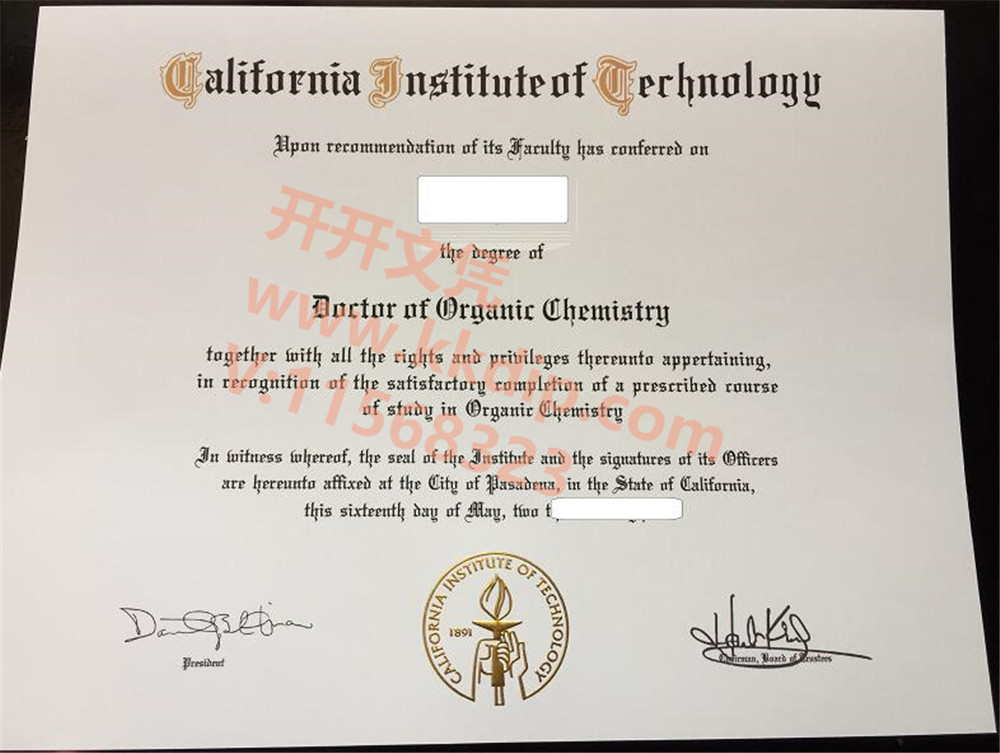 California Institute of Technology
Upon recommendation of its Faculty has conferred on
the degree of
Doctor of Organic Chemistry
together with all the rights and privileges thereunto appertaining,
in recognition of the satisfactory completion of a prescribed course
of study in Organic Chemistry
In witness whereof, the seal of the Institute and the signatures of its Officers
are hereunto affixed at the City of Pasadena, in the State of California,
this sixteenth day of May, two t
开开文凭
www.kkdip.com
V:11568323
CALIFORNIA INSTITUTE OF TECHNOLOGY
1891
President
Chairman, Board of Trustees